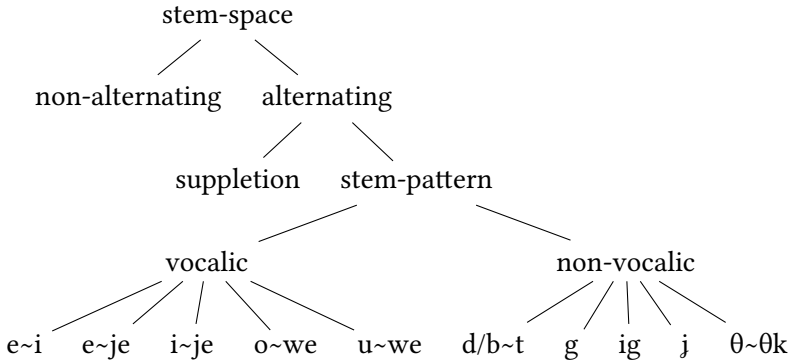 stem-space
non-alternating alternating
suppletion stem-pattern
vocalic non-vocalic
e~i e~je i~je o~we u~we d/b~t g ig ɟ θ~θk